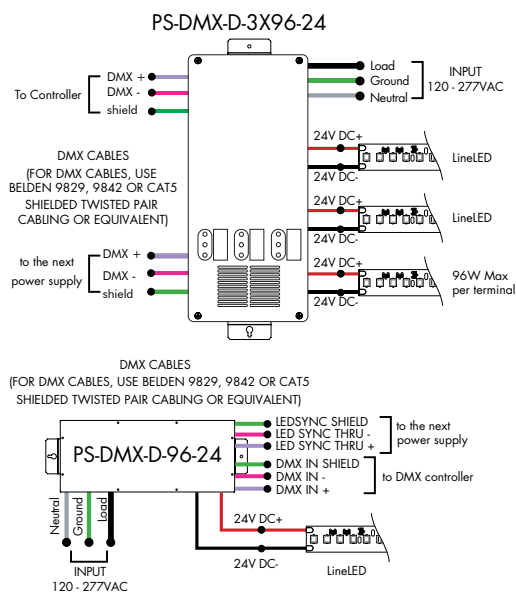 PS-DMX-D-3X96-24
To Controller
DMX +
DMX -
shield
Load
Ground
Neutral
INPUT
120 - 277VAC
DMX CABLES
(FOR DMX CABLES, USE
BELDEN 9829, 9842 OR CAT5
SHIELDED TWISTED PAIR
CABLING OR EQUIVALENT)
24V DC+
24V DC-
LineLED
24V DC+
24V DC-
LineLED
to the next
power supply
DMX +
DMX -
shield
24V DC+
24V DC-
96W Max
per terminal
DMX CABLES
(FOR DMX CABLES, USE BELDEN 9829, 9842 OR CAT5
SHIELDED TWISTED PAIR CABLING OR EQUIVALENT)
PS-DMX-D-96-24
LEDSYNC SHIELD
LED SYNC THRU -
LED SYNC THRU +
to the next
power supply
DMX IN SHIELD
DMX IN -
DMX IN +
to DMX controller
Neutral
Ground
Load
INPUT
120 - 277VAC
24V DC+
24V DC-
LineLED